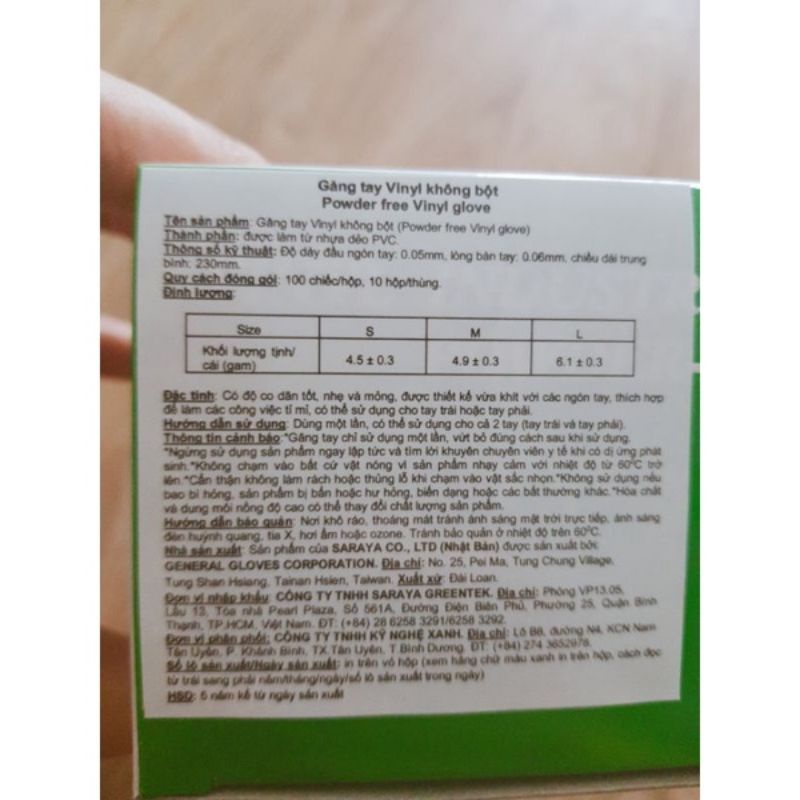 Găng tay Vinyl không bột
Powder free Vinyl glove
Tên sản phẩm: Găng tay Vinyl không bột (Powder free Vinyl glove)
Thành phần: được làm từ nhựa dẻo PVC.
Thông số kỹ thuật: Độ dày đầu ngón tay: 0.05mm, lòng bàn tay: 0.06mm, chiều dài trung
bình: 230mm.
Quy cách đóng gói: 100 chiếc/hộp, 10 hộp/thùng.
Định lượng:
Size S M L
Khối lượng tịnh/
cái (gam) 4.5 ± 0.3 4.9 ± 0.3 6.1 ± 0.3
Đặc tính: Có độ co dãn tốt, nhẹ và mỏng, được thiết kế vừa khít với các ngón tay, thích hợp
để làm các công việc tỉ mỉ, có thể sử dụng cho tay trái hoặc tay phải.
Hướng dẫn sử dụng: Dùng một lần, có thể sử dụng cho cả 2 tay (tay trái và tay phải).
Thông tin cảnh báo:*Găng tay chỉ sử dụng một lần, vứt bỏ đúng cách sau khi sử dụng.
*Ngừng sử dụng sản phẩm ngay lập tức và tìm lời khuyên chuyên viên y tế khi có dị ứng phát
sinh.*Không chạm vào bất cứ vật nóng vì sản phẩm nhạy cảm với nhiệt độ từ 60°C trở
lên.*Cẩn thận không làm rách hoặc thủng lỗ khi chạm vào vật sắc nhọn.*Không sử dụng nếu
bao bì hỏng, sản phẩm bị bẩn hoặc hư hỏng, biến dạng hoặc các bất thường khác.*Hóa chất
và dung môi nồng độ cao có thể thay đổi chất lượng sản phẩm.
Hướng dẫn bảo quản: Nơi khô ráo, thoáng mát tránh ánh sáng mặt trời trực tiếp, ánh sáng
đèn huỳnh quang, tia X, hơi ẩm hoặc ozone. Tránh bảo quản ở nhiệt độ trên 60°C.
Nhà sản xuất: Sản phẩm của SARAYA CO., LTD (Nhật Bản) được sản xuất bởi:
GENERAL GLOVES CORPORATION. Địa chỉ: No. 25, Pei Ma, Tung Chung Village,
Tung Shan Hsiang, Tainan Hsien, Taiwan. Xuất xứ: Đài Loan.
Đơn vị nhập khẩu: CÔNG TY TNHH SARAYA GREENTEK. Địa chỉ: Phòng VP13.05,
Lầu 13, Tòa nhà Pearl Plaza, Số 561A, Đường Điện Biên Phủ, Phường 25, Quận Bình
Thạnh, TP.HCM, Việt Nam. ĐT: (+84) 28 6258 3291/6258 3292.
Đơn vị phân phối: CÔNG TY TNHH KỸ NGHỆ XANH. Địa chỉ: Lô B8, đường N4, KCN Nam
Tân Uyên, P. Khánh Bình, TX.Tân Uyên, T Bình Dương. ĐT: (+84) 274 3652978.
Số lô sản xuất/Ngày sản xuất: in trên vỏ hộp (xem hàng chữ màu xanh in trên hộp, cách đọc
từ trái sang phải năm/tháng/ngày/số lô sản xuất trong ngày)
HSD: 5 năm kể từ ngày sản xuất